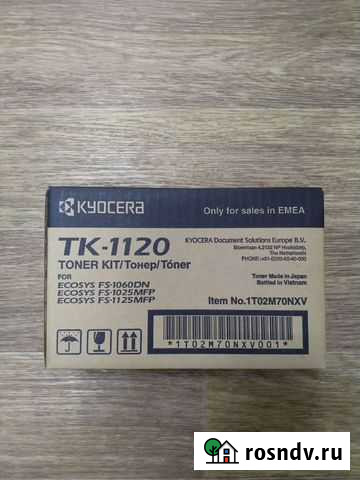 KYOCERA
Only for sales in EMEA
TK-1120
TONER KIT/Тонер/Tóner
FOR
ECOSYS FS-1060DN
ECOSYS FS-1025MFP
ECOSYS FS-1125MFP
KYOCERA Document Solutions Europe B.V.
The Netherlands
Toner Made in Japan
Bottled in Vietnam
Item No.1T02M70NXV
*1T02M70NXV001*
rosndv.ru